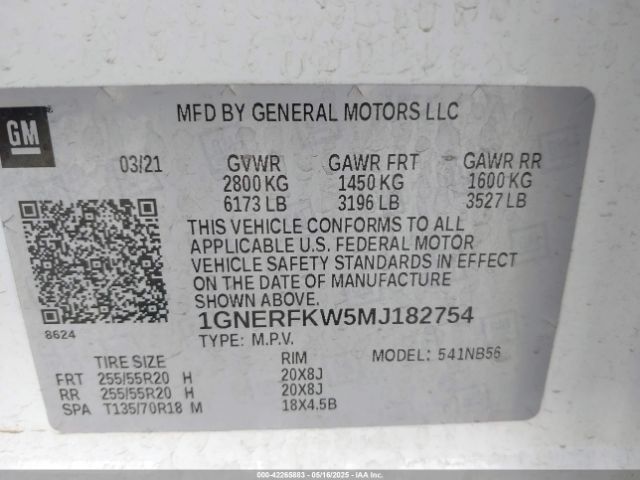 MFD BY GENERAL MOTORS LLC
GM
03/21 GVWR GAWR FRT GAWR RR
2800 KG 1450 KG 1600 KG
6173 LB 3196 LB 3527 LB
THIS VEHICLE CONFORMS TO ALL
APPLICABLE U.S. FEDERAL MOTOR
VEHICLE SAFETY STANDARDS IN EFFECT
ON THE DATE OF MANUFACTURE
SHOWN ABOVE.
8624
1GNERFKW5MJ182754
TYPE: M.P.V.
TIRE SIZE RIM MODEL: 541NB56
FRT 255/55R20 H 20X8J
RR 255/55R20 H 20X8J
SPA T135/70R18 M 18X4.5B
000-42265883 - 05/16/2025 - IAAI.COM